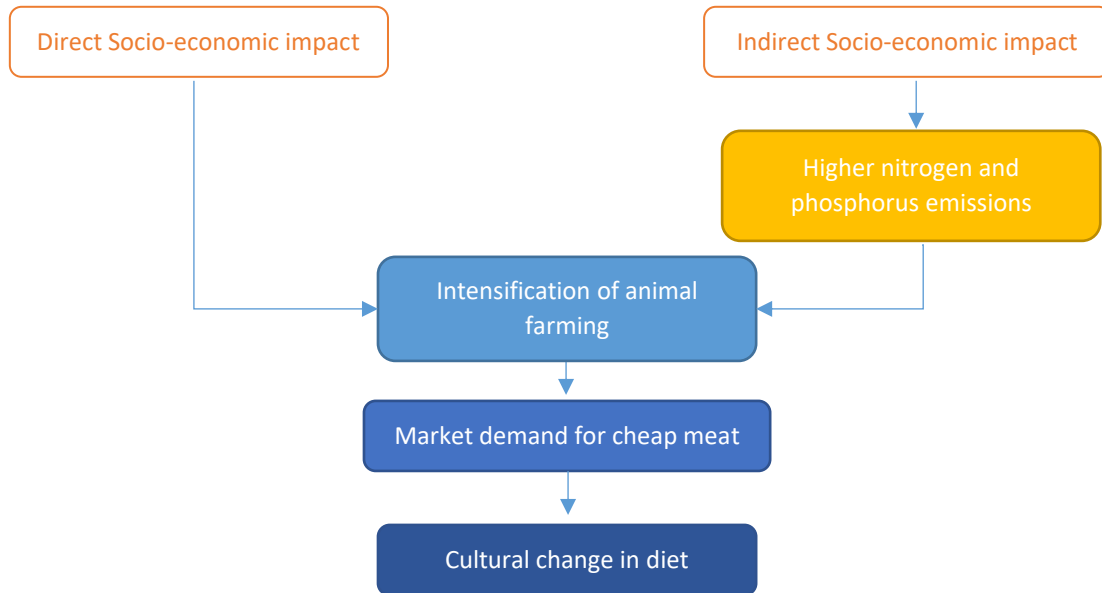 Direct Socio-economic impact
Indirect Socio-economic impact
Higher nitrogen and
phosphorus emissions
Intensification of animal
farming
Market demand for cheap meat
Cultural change in diet